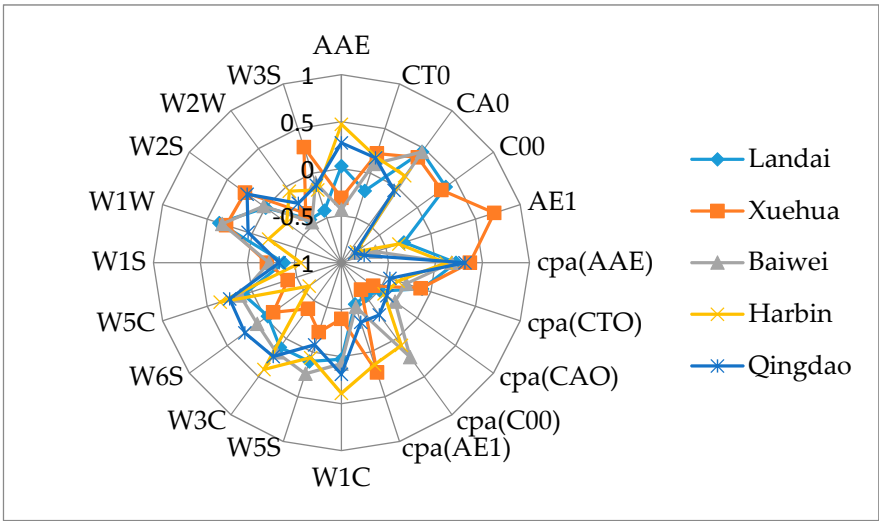 AAE
CT0
CA0
C00
AE1
cpa(AAE)
cpa(CTO)
cpa(CAO)
cpa(C00)
cpa(AE1)
W1C
W5S
W3C
W6S
W5C
W1S
W1W
W2S
W2W
W3S
1
0.5
0
-0.5
-1
Landai
Xuehua
Baiwei
Harbin
Qingdao